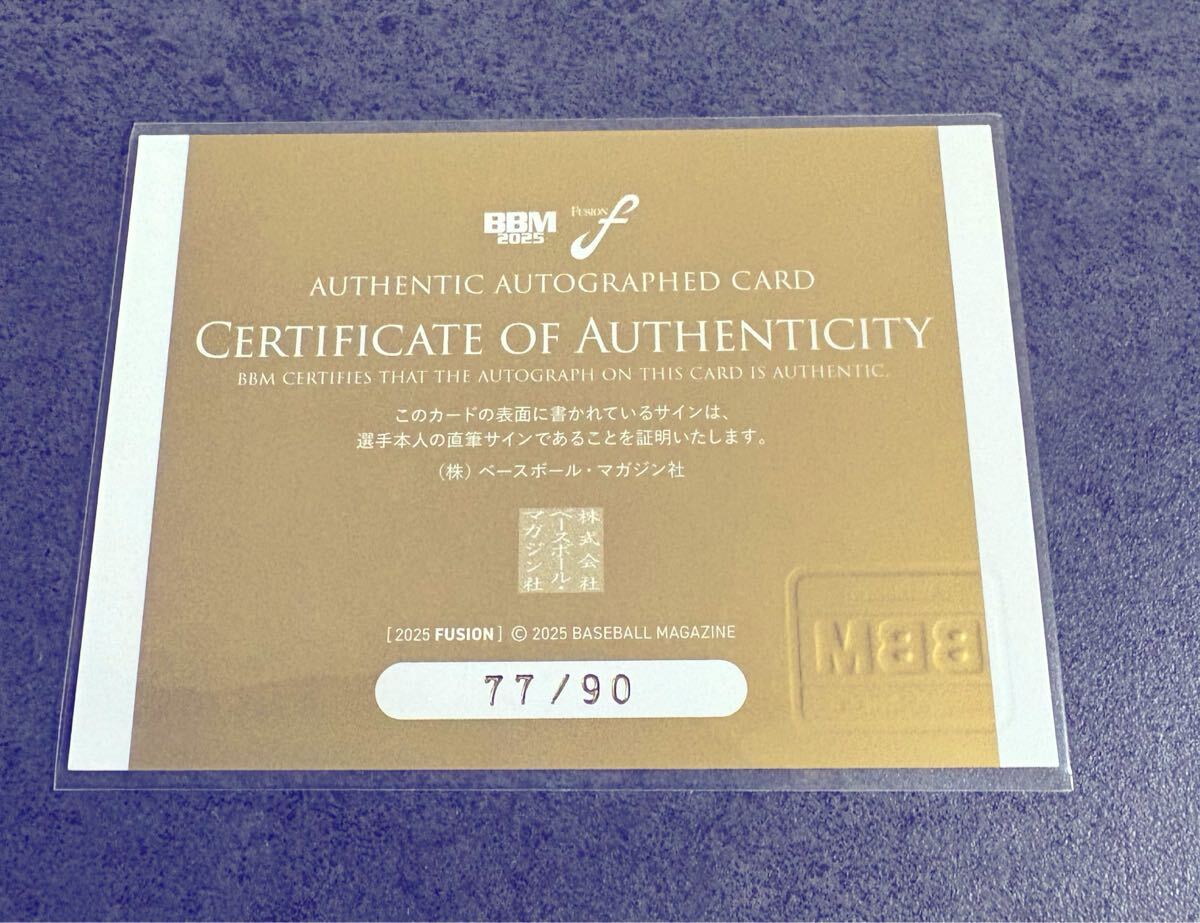 BBM
2025
FUSION f
AUTHENTIC AUTOGRAPHED CARD
CERTIFICATE OF AUTHENTICITY
BBM CERTIFIES THAT THE AUTOGRAPH ON THIS CARD IS AUTHENTIC.
このカードの表面に書かれているサインは、
選手本人の直筆サインであることを証明いたします。
(株) ベースボール・マガジン社
株式会社
ベースボール・
マガジン社
[2025 FUSION] © 2025 BASEBALL MAGAZINE
77/90
BBM